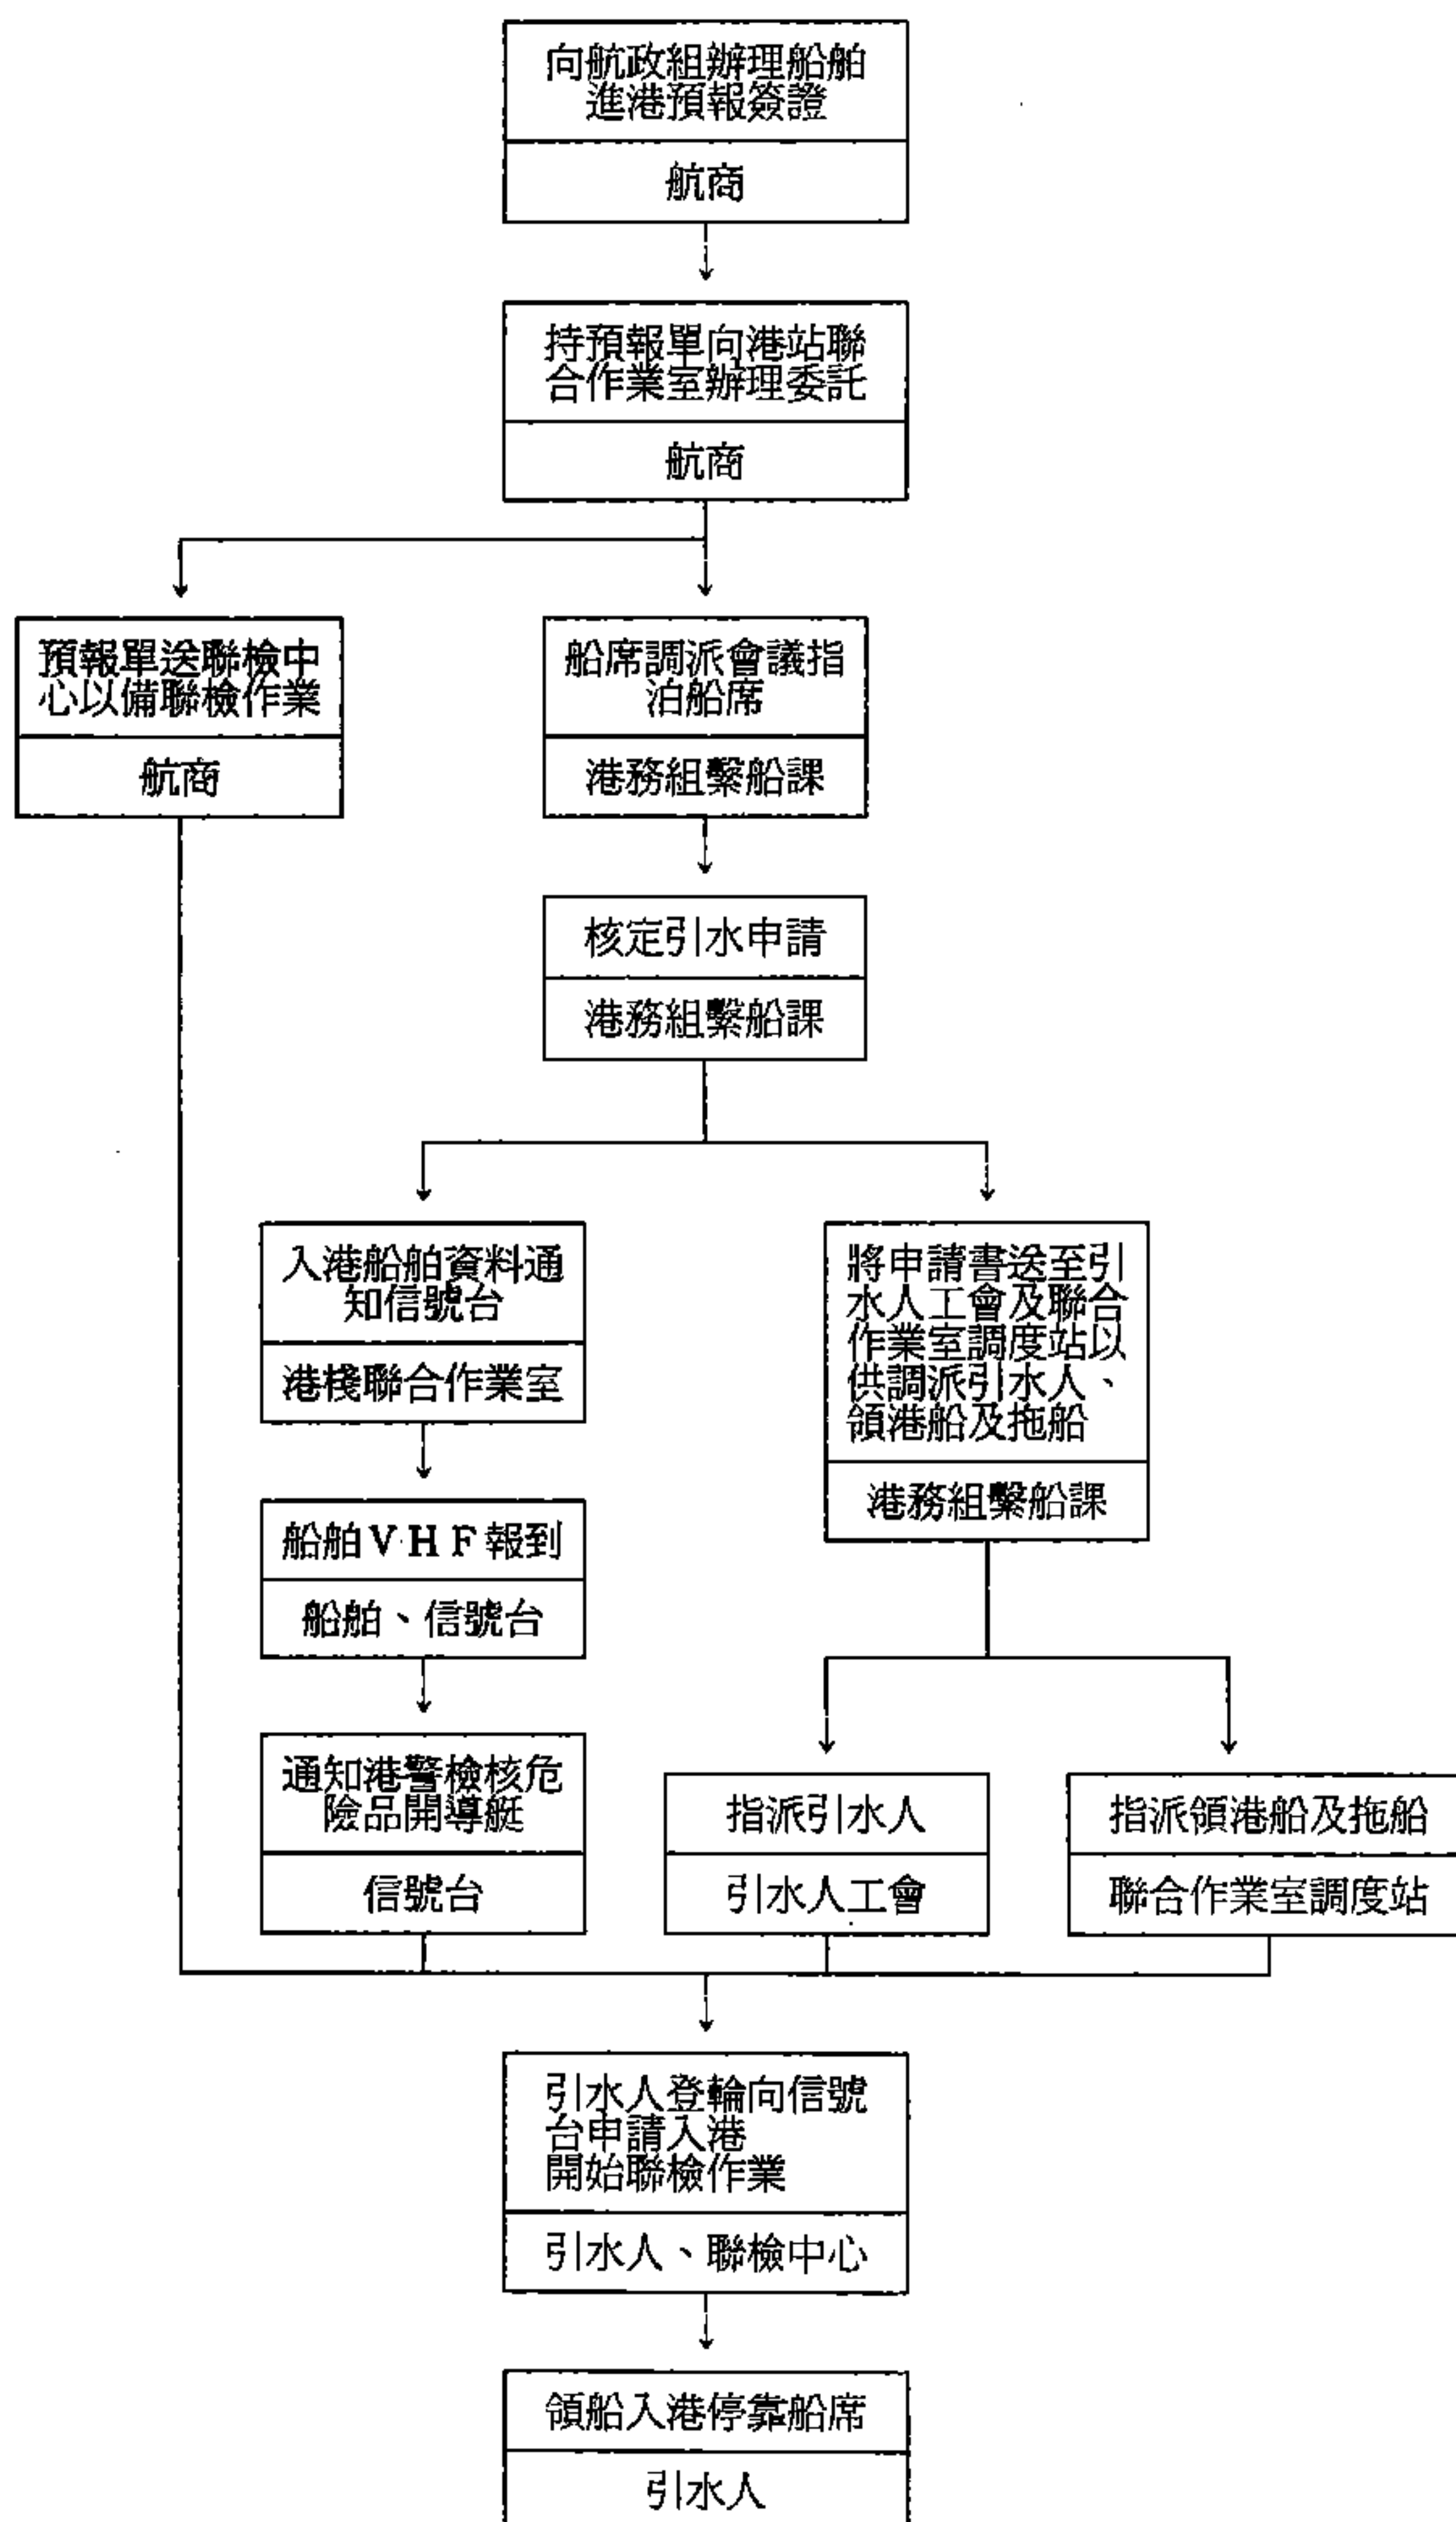 向航政組辦理船舶
進港預報簽證
航商
持預報單向港站聯
合作業室辦理委託
航商
預報單送聯檢中
心以備聯檢作業
航商
船席調派會議指
泊船席
港務組繫船課
核定引水申請
港務組繫船課
入港船舶資料通
知信號台
港棧聯合作業室
將申請書送至引
水人工會及聯合
作業室調度站以
供調派引水人、
領港船及拖船
港務組繫船課
船舶VHF報到
船舶、信號台
通知港警檢核危
險品開導艇
信號台
指派引水人
引水人工會
指派領港船及拖船
聯合作業室調度站
引水人登輪向信號
台申請入港
開始聯檢作業
引水人、聯檢中心
領船入港停靠船席
引水人